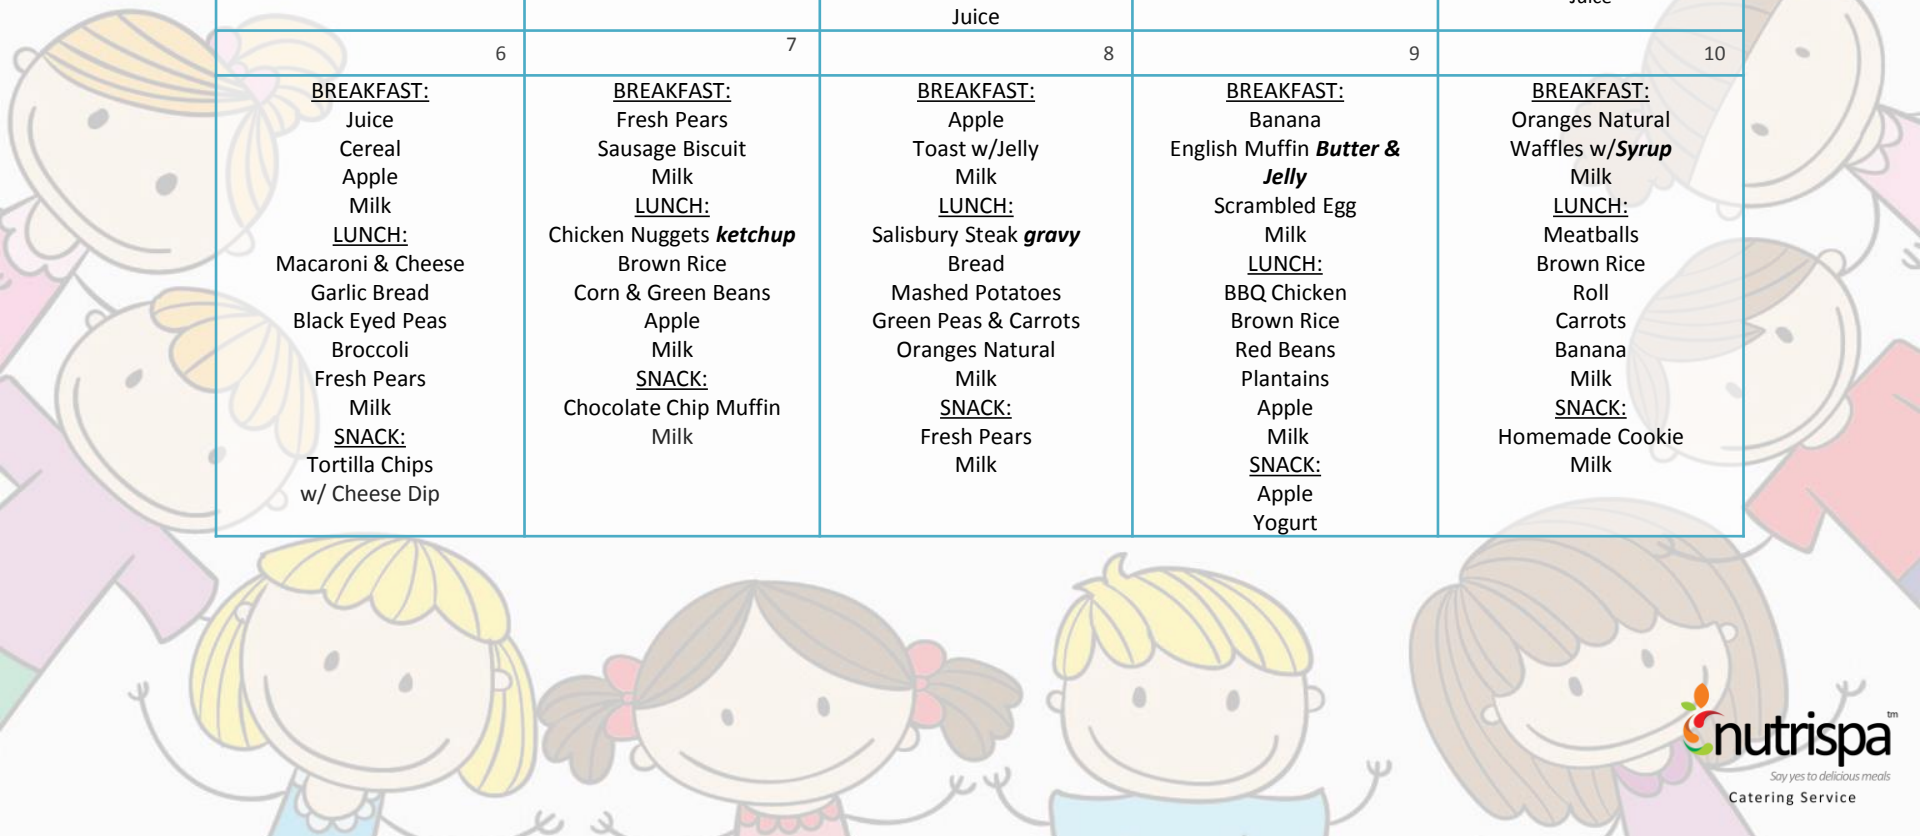 Juice
Juice
6
7
8
9
10
BREAKFAST:
Juice
Cereal
Apple
Milk
LUNCH:
Macaroni & Cheese
Garlic Bread
Black Eyed Peas
Broccoli
Fresh Pears
Milk
SNACK:
Tortilla Chips
w/ Cheese Dip
BREAKFAST:
Fresh Pears
Sausage Biscuit
Milk
LUNCH:
Chicken Nuggets ketchup
Brown Rice
Corn & Green Beans
Apple
Milk
SNACK:
Chocolate Chip Muffin
Milk
BREAKFAST:
Apple
Toast w/Jelly
Milk
LUNCH:
Salisbury Steak gravy
Bread
Mashed Potatoes
Green Peas & Carrots
Oranges Natural
Milk
SNACK:
Fresh Pears
Milk
BREAKFAST:
Banana
English Muffin Butter &
Jelly
Scrambled Egg
Milk
LUNCH:
BBQ Chicken
Brown Rice
Red Beans
Plantains
Apple
Milk
SNACK:
Apple
Yogurt
BREAKFAST:
Oranges Natural
Waffles w/Syrup
Milk
LUNCH:
Meatballs
Brown Rice
Roll
Carrots
Banana
Milk
SNACK:
Homemade Cookie
Milk
nutrispa tm
Say yes to delicious meals
Catering Service